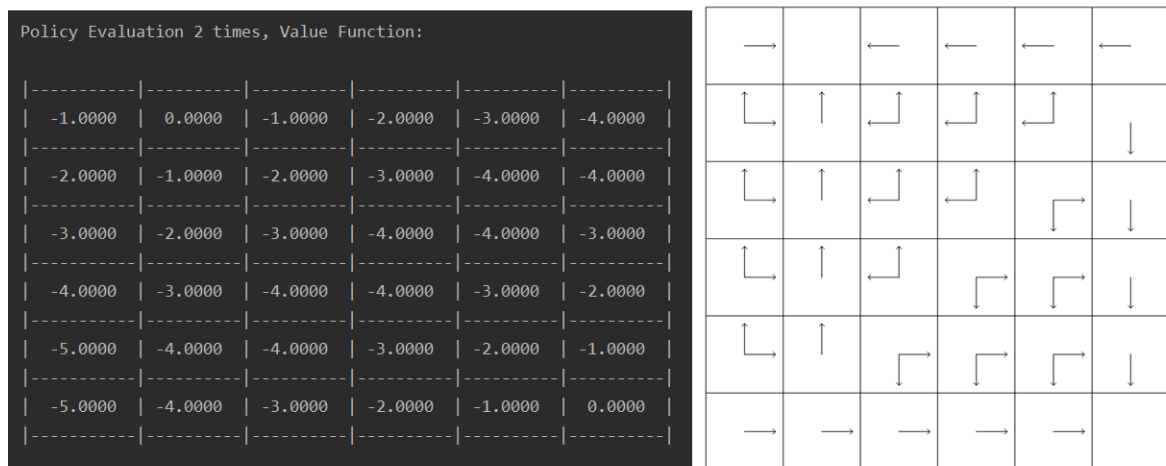 Policy Evaluation 2 times, Value Function:
|-----------|----------|----------|----------|----------|----------|
| -1.0000 | 0.0000 | -1.0000 | -2.0000 | -3.0000 | -4.0000 |
|-----------|----------|----------|----------|----------|----------|
| -2.0000 | -1.0000 | -2.0000 | -3.0000 | -4.0000 | -4.0000 |
|-----------|----------|----------|----------|----------|----------|
| -3.0000 | -2.0000 | -3.0000 | -4.0000 | -4.0000 | -3.0000 |
|-----------|----------|----------|----------|----------|----------|
| -4.0000 | -3.0000 | -4.0000 | -4.0000 | -3.0000 | -2.0000 |
|-----------|----------|----------|----------|----------|----------|
| -5.0000 | -4.0000 | -4.0000 | -3.0000 | -2.0000 | -1.0000 |
|-----------|----------|----------|----------|----------|----------|
| -5.0000 | -4.0000 | -3.0000 | -2.0000 | -1.0000 | 0.0000 |
|-----------|----------|----------|----------|----------|----------|